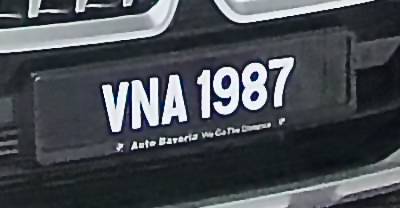 VNA 1987
Auto Bavaria We Go The Distance